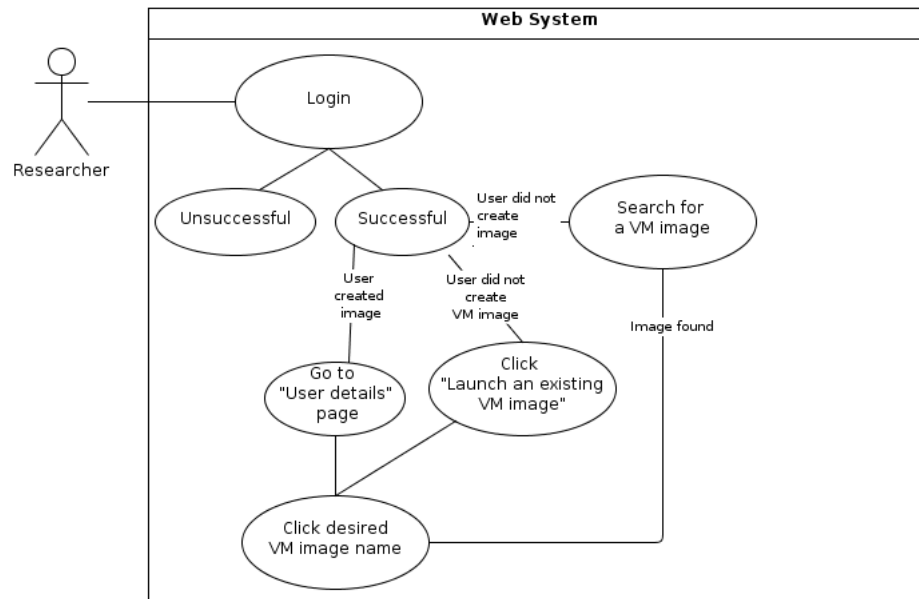 Web System
Login
Researcher
Unsuccessful
Successful
User did not
create
image
.
Search for
a VM image
User
created
image
User did not
create
VM image
Image found
Go to
"User details"
page
Click
"Launch an existing
VM image"
Click desired
VM image name